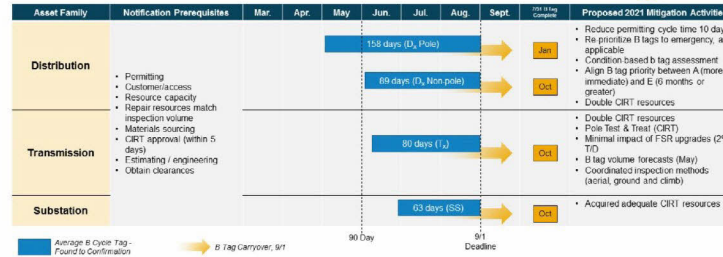 Asset Family
Notification Prerequisites
Mar.
Apr.
May
Jun.
Jul.
Aug.
Sept.
B Tag
Complete
Proposed 2021 Mitigation Activitie
Distribution
Transmission
Substation
• Permitting
• Customer/access
• Resource capacity
• Repair resources match
inspection volume
• Materials sourcing
• CIRT approval (within 5
days)
• Estimating / engineering
• Obtain clearances
158 days (Dx Pole)
Jan
89 days (Dx Non-pole)
Oct
80 days (Tx)
Oct
63 days (SS)
Oct
• Reduce permitting cycle time 10 day
• Re-prioritize B tags to emergency, a
applicable
• Condition-based b tag assessment
• Align B tag priority between A (more
immediate) and E (6 months or
greater)
• Double CIRT resources
• Double CIRT resources
• Pole Test & Treat (CIRT)
• Minimal impact of FSR upgrades (2
T/D
• B tag volume forecasts (May)
• Coordinated inspection methods
(aerial, ground and climb)
• Acquired adequate CIRT resources
Average B Cycle Tag -
Found to Confirmation
B Tag Carryover, 9/1
90 Day
9/1
Deadline